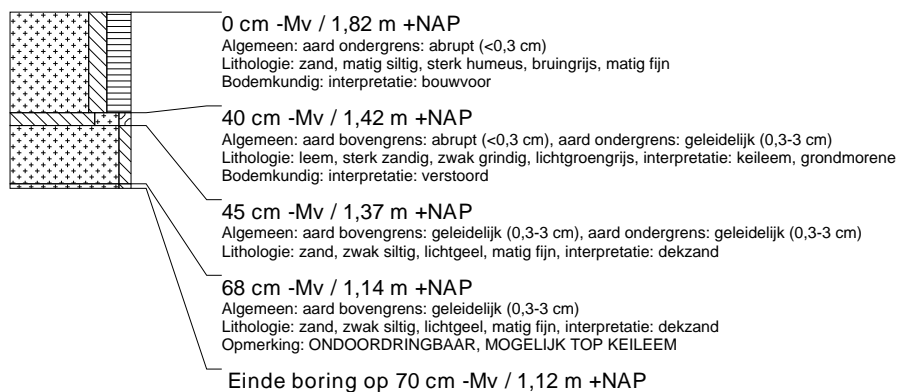 0 cm -Mv / 1,82 m +NAP
Algemeen: aard ondergrens: abrupt (<0,3 cm)
Lithologie: zand, matig siltig, sterk humeus, bruingrijs, matig fijn
Bodemkundig: interpretatie: bouwvoor
40 cm -Mv / 1,42 m +NAP
Algemeen: aard bovengrens: abrupt (<0,3 cm), aard ondergrens: geleidelijk (0,3-3 cm)
Lithologie: leem, sterk zandig, zwak grindig, lichtgroengrijs, interpretatie: keileem, grondmorene
Bodemkundig: interpretatie: verstoord
45 cm -Mv / 1,37 m +NAP
Algemeen: aard bovengrens: geleidelijk (0,3-3 cm), aard ondergrens: geleidelijk (0,3-3 cm)
Lithologie: zand, zwak siltig, lichtgeel, matig fijn, interpretatie: dekzand
68 cm -Mv / 1,14 m +NAP
Algemeen: aard bovengrens: geleidelijk (0,3-3 cm)
Lithologie: zand, zwak siltig, lichtgeel, matig fijn, interpretatie: dekzand
Opmerking: ONDOORDRINGBAAR, MOGELIJK TOP KEILEEM
Einde boring op 70 cm -Mv / 1,12 m +NAP